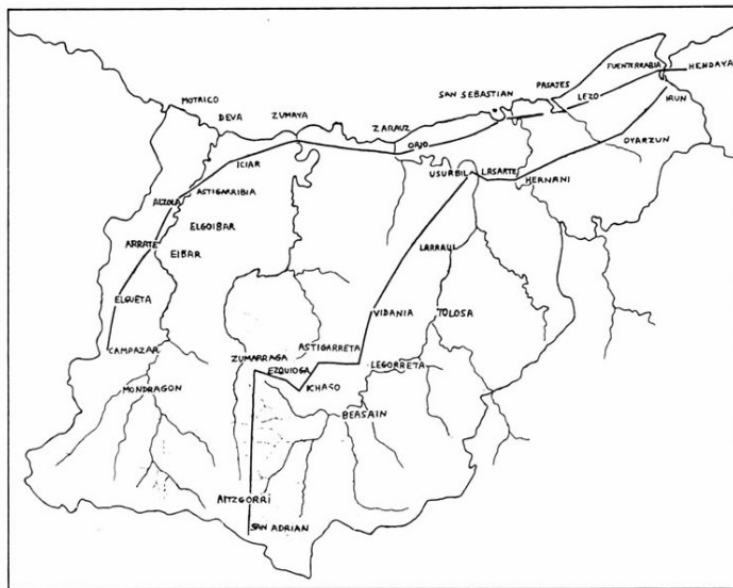 FUENTERRABIA
HENDAYA
PASAJES
LEZO
SAN SEBASTIAN
IRUN
MOTRICO
DEVA
ZUMAYA
ZARAUZ
ORIO
OYARZUN
ICIAR
USURBIL
LASARTE
HERNANI
ASTIGARRIBIA
ALZOLA
ELGOIBAR
ARRATE
EIBAR
LARRAUL
ELGUETA
VIDANIA
TOLOSA
ASTIGARRETA
CAMPAZAR
ZUMARRAGA
EZQUIOGA
LEGORRETA
MONDRAGON
ICHASO
BEASAIN
AITZGORRI
SAN ADRIAN